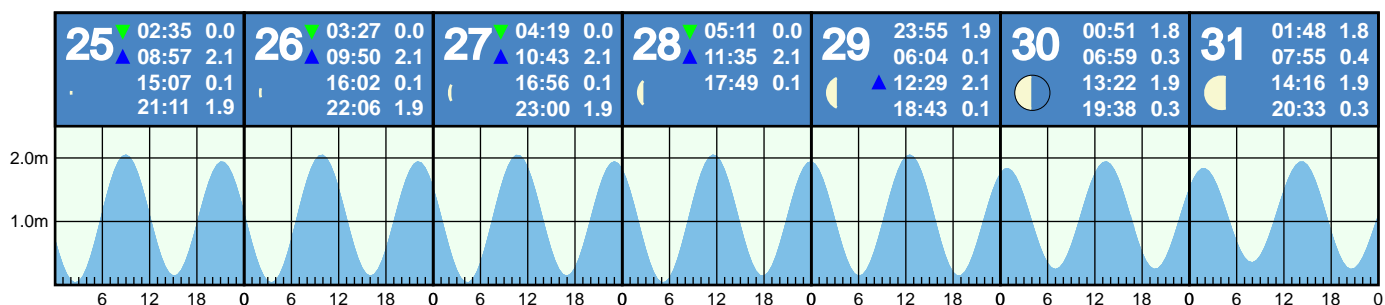 25 ▼ 02:35 0.0
▲ 08:57 2.1
15:07 0.1
21:11 1.9
26 ▼ 03:27 0.0
▲ 09:50 2.1
16:02 0.1
22:06 1.9
27 ▼ 04:19 0.0
▲ 10:43 2.1
16:56 0.1
23:00 1.9
28 ▼ 05:11 0.0
▲ 11:35 2.1
17:49 0.1
29 23:55 1.9
06:04 0.1
▲ 12:29 2.1
18:43 0.1
30 00:51 1.8
06:59 0.3
13:22 1.9
19:38 0.3
31 01:48 1.8
07:55 0.4
14:16 1.9
20:33 0.3
2.0m
1.0m
6 12 18 0 6 12 18 0 6 12 18 0 6 12 18 0 6 12 18 0 6 12 18 0 6 12 18 0